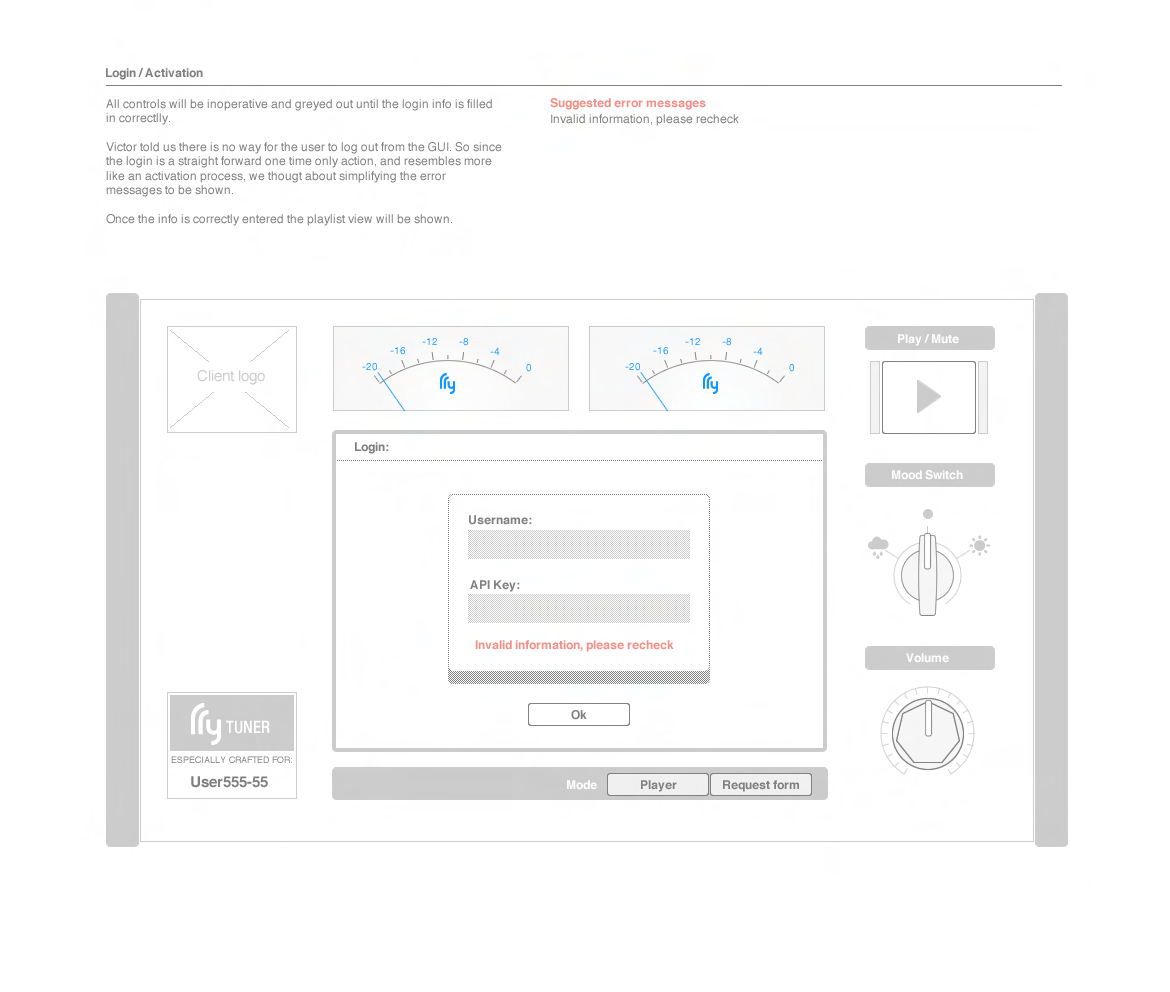 Login / Activation
All controls will be inoperative and greyed out until the login info is filled
in correctlly.
Victor told us there is no way for the user to log out from the GUI. So since
the login is a straight forward one time only action, and resembles more
like an activation process, we thougt about simplifying the error
messages to be shown.
Once the info is correctly entered the playlist view will be shown.
Suggested error messages
Invalid information, please recheck
Client logo
-20 -16 -12 -8 -4 0
rry
-20 -16 -12 -8 -4 0
rry
Play / Mute
Login:
Username:
API Key:
Invalid information, please recheck
Ok
Mood Switch
Volume
rry TUNER
ESPECIALLY CRAFTED FOR:
User555-55
Mode Player Request form